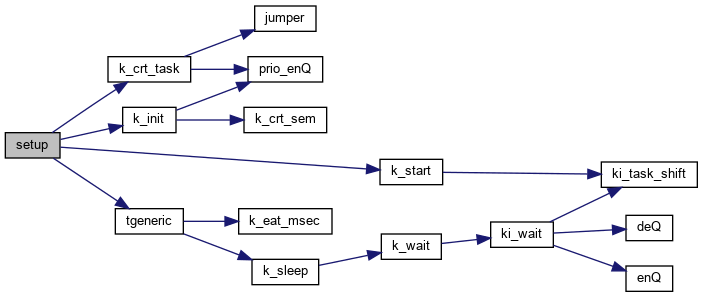 jumper
k_crt_task
prio_enQ
k_init
k_crt_sem
setup
k_start
ki_task_shift
tgeneric
k_eat_msec
k_wait
ki_wait
deQ
k_sleep
enQ